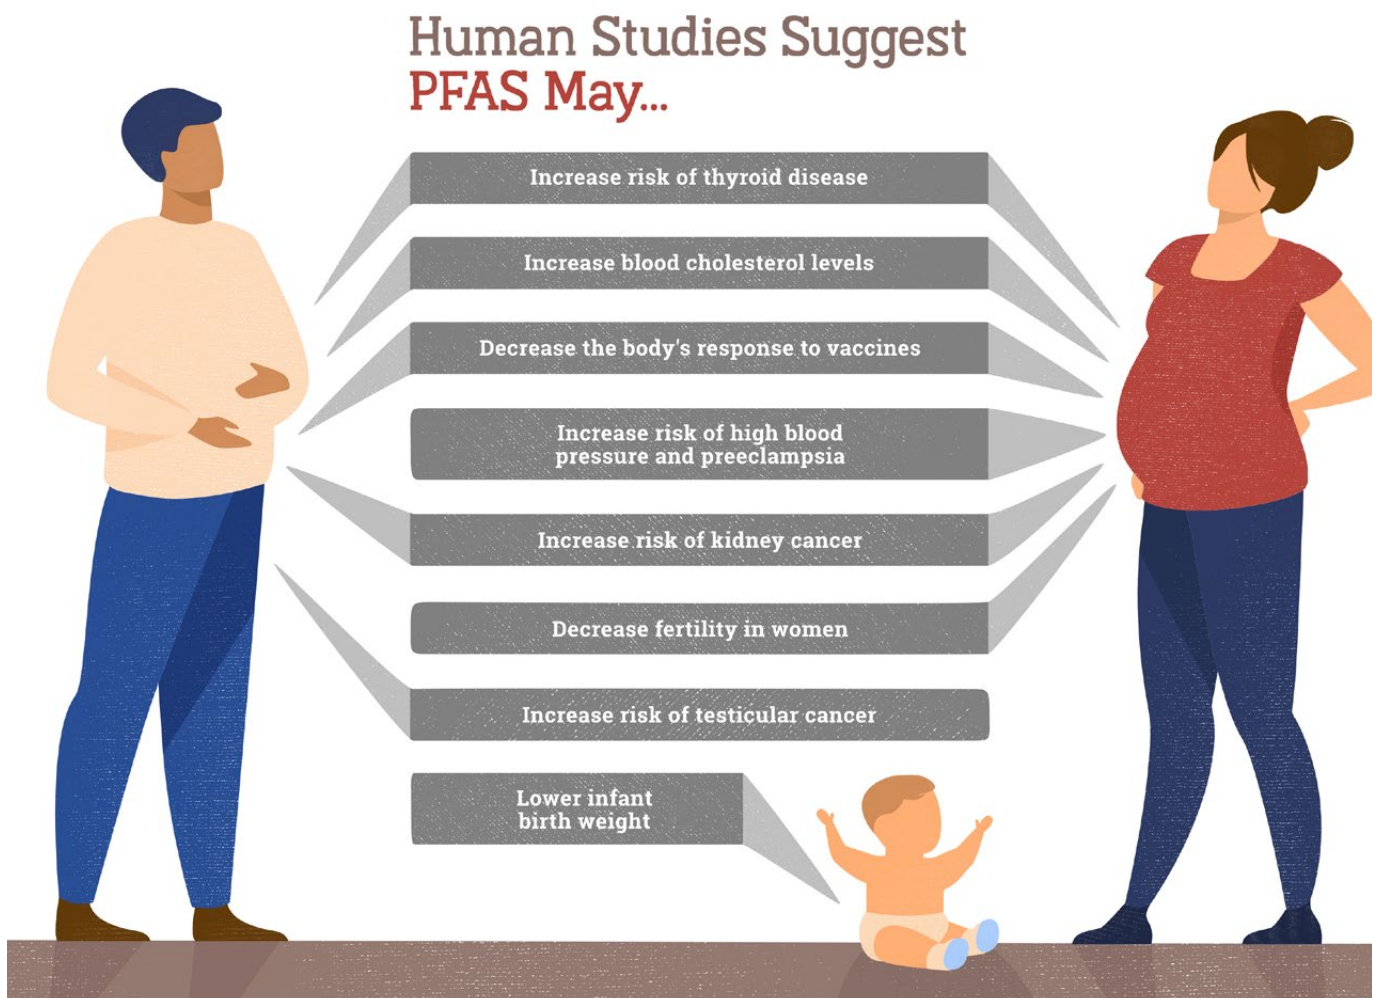 Human Studies Suggest
PFAS May...
Increase risk of thyroid disease
Increase blood cholesterol levels
Decrease the body's response to vaccines
Increase risk of high blood
pressure and preeclampsia
Increase risk of kidney cancer
Decrease fertility in women
Increase risk of testicular cancer
Lower infant
birth weight